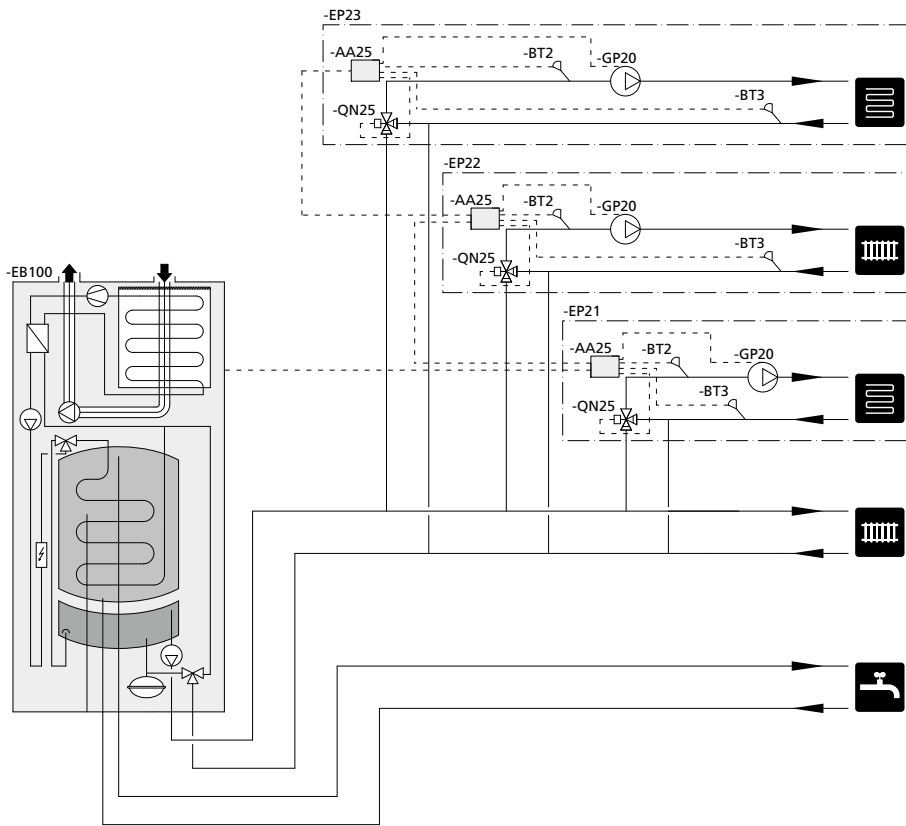 -EP23
-AA25
-BT2
-GP20
-BT3
-QN25
-EP22
-AA25
-BT2
-GP20
-BT3
-QN25
-EB100
-EP21
-AA25
-BT2
-GP20
-BT3
-QN25